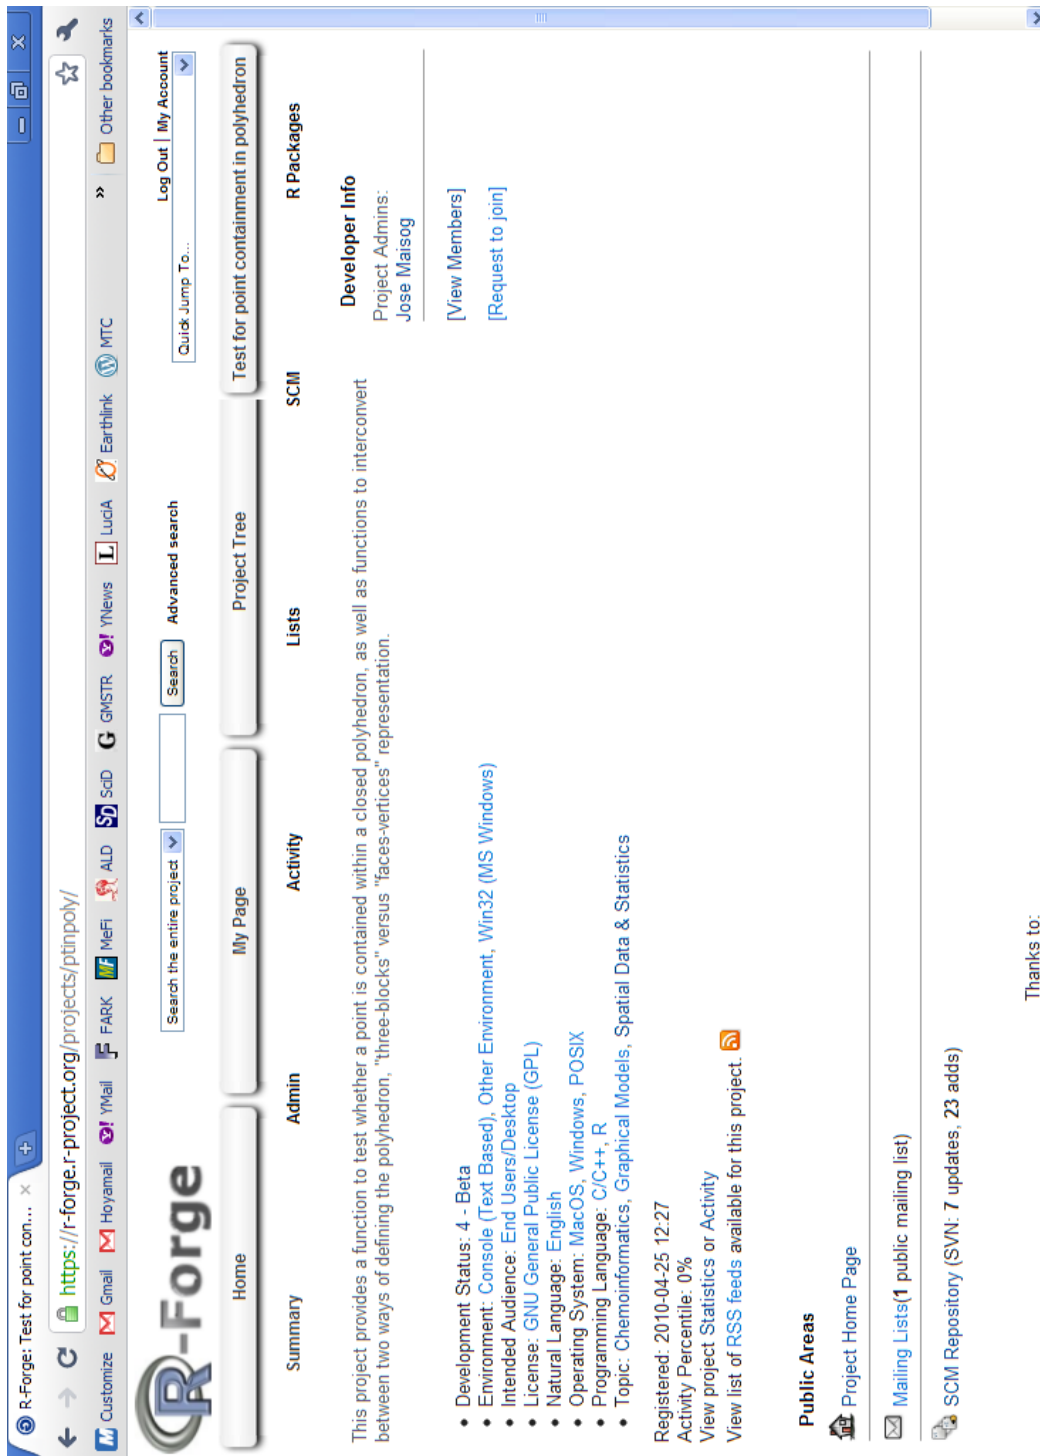 R-Forge: Test for point con...
https://r-forge.r-project.org/projects/ptinpoly/
Customize Gmail Hoyamail YMail FARK MeFi ALD SciD GMSTR YNews LuciA Earthlink MTC » Other bookmarks
Log Out | My Account
R-Forge
Search the entire project Search Advanced search Quick Jump To...
Home My Page Project Tree Test for point containment in polyhedron
Summary Admin Activity Lists SCM R Packages
This project provides a function to test whether a point is contained within a closed polyhedron, as well as functions to interconvert
between two ways of defining the polyhedron, "three-blocks" versus "faces-vertices" representation.
• Development Status: 4 - Beta
• Environment: Console (Text Based), Other Environment, Win32 (MS Windows)
• Intended Audience: End Users/Desktop
• License: GNU General Public License (GPL)
• Natural Language: English
• Operating System: MacOS, Windows, POSIX
• Programming Language: C/C++, R
• Topic: Chemoinformatics, Graphical Models, Spatial Data & Statistics
Registered: 2010-04-25 12:27
Activity Percentile: 0%
View project Statistics or Activity
View list of RSS feeds available for this project.
Developer Info
Project Admins:
Jose Maisog
[View Members]
[Request to join]
Public Areas
Project Home Page
Mailing Lists(1 public mailing list)
SCM Repository (SVN: 7 updates, 23 adds)
Thanks to: